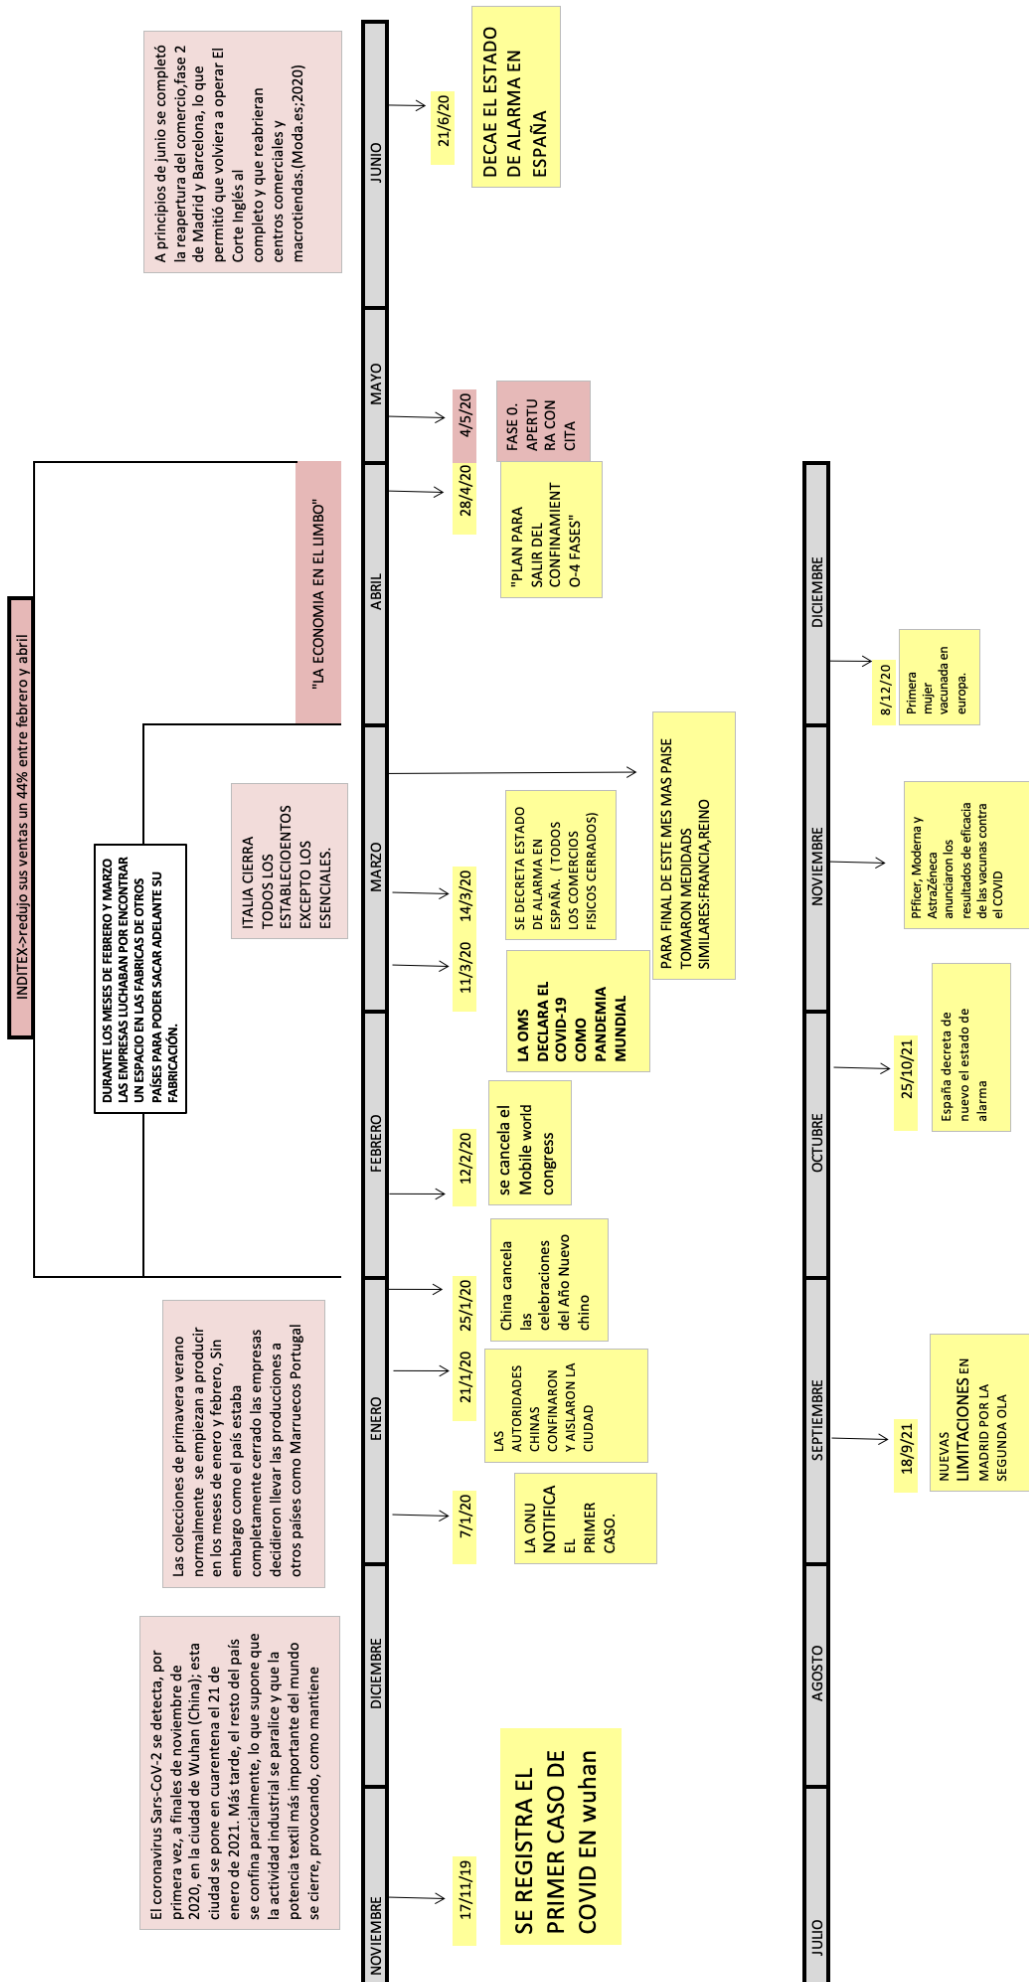 INDITEX->redujo sus ventas un 44% entre febrero y abril
DURANTE LOS MESES DE FEBRERO Y MARZO
LAS EMPRESAS LUCHABAN POR ENCONTRAR
UN ESPACIO EN LAS FABRICAS DE OTROS
PAÍSES PARA PODER SACAR ADELANTE SU
FABRICACIÓN.
El coronavirus Sars-CoV-2 se detecta, por
primera vez, a finales de noviembre de
2020, en la ciudad de Wuhan (China); esta
ciudad se pone en cuarentena el 21 de
enero de 2021. Más tarde, el resto del país
se confina parcialmente, lo que supone que
la actividad industrial se paralice y que la
potencia textil más importante del mundo
se cierre, provocando, como mantiene
Las colecciones de primavera verano
normalmente se empiezan a producir
en los meses de enero y febrero, Sin
embargo como el país estaba
completamente cerrado las empresas
decidieron llevar las producciones a
otros países como Marruecos Portugal
ITALIA CIERRA
TODOS LOS
ESTABLECIOENTOS
EXCEPTO LOS
ESENCIALES.
"LA ECONOMIA EN EL LIMBO"
A principios de junio se completó
la reapertura del comercio,fase 2
de Madrid y Barcelona, lo que
permitió que volviera a operar El
Corte Inglés al
completo y que reabrieran
centros comerciales y
macrotiendas.(Moda.es;2020)
NOVIEMBRE
DICIEMBRE
ENERO
FEBRERO
MARZO
ABRIL
MAYO
JUNIO
17/11/19
SE REGISTRA EL
PRIMER CASO DE
COVID EN wuhan
7/1/20
LA ONU
NOTIFICA
EL
PRIMER
CASO.
21/1/20
LAS
AUTORIDADES
CHINAS
CONFINARON
Y AISLARON LA
CIUDAD
25/1/20
China cancela
las
celebraciones
del Año Nuevo
chino
12/2/20
se cancela el
Mobile world
congress
11/3/20
LA OMS
DECLARA EL
COVID-19
COMO
PANDEMIA
MUNDIAL
14/3/20
SE DECRETA ESTADO
DE ALARMA EN
ESPAÑA. ( TODOS
LOS COMERCIOS
FISICOS CERRADOS)
PARA FINAL DE ESTE MES MAS PAISE
TOMARON MEDIDADS
SIMILARES:FRANCIA,REINO
28/4/20
"PLAN PARA
SALIR DEL
CONFINAMIENT
O-4 FASES"
4/5/20
FASE 0.
APERTU
RA CON
CITA
21/6/20
DECAE EL ESTADO
DE ALARMA EN
ESPAÑA
JULIO
AGOSTO
SEPTIEMBRE
OCTUBRE
NOVIEMBRE
DICIEMBRE
18/9/21
NUEVAS
LIMITACIONES EN
MADRID POR LA
SEGUNDA OLA
25/10/21
España decreta de
nuevo el estado de
alarma
PFficer, Moderna y
AstraZéneca
anunciaron los
resultados de eficacia
de las vacunas contra
el COVID
8/12/20
Primera
mujer
vacunada en
europa.